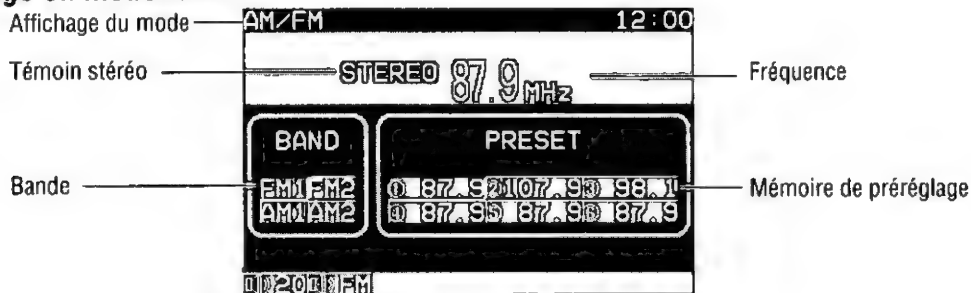 Affichage du mode
AM/FM 12:00
Témoin stéréo
STEREO 87.9 MHz
Fréquence
BAND PRESET
Bande
FM1 FM2 ① 87.9 ② 107.9 ③ 98.1
AM1 AM2 ④ 87.9 ⑤ 87.9 ⑥ 87.9
Mémoire de préréglage
FM